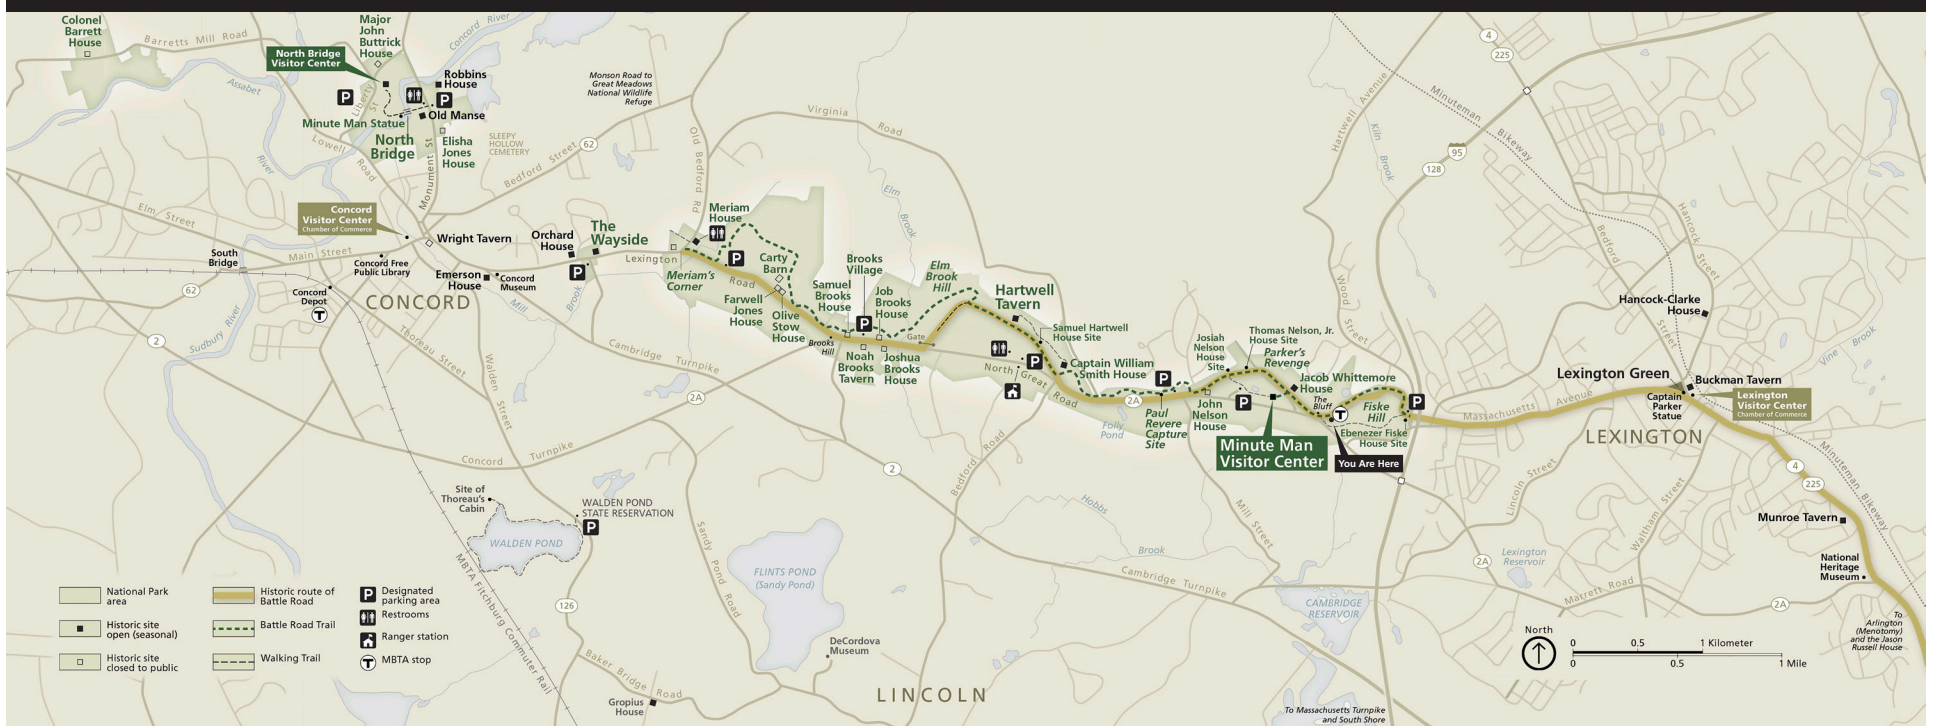 Colonel
Barrett
House
Barretts Mill Road
Major
John
Buttrick
House
Concord River
North Bridge
Visitor Center
Assabet
River
Liberty St
P
Robbins
House
P
Old Manse
Minute Man Statue
North
Bridge
Elisha
Jones
House
SLEEPY
HOLLOW
CEMETERY
Lowell Road
Monument St
Bedford Street
62
Monson Road to
Great Meadows
National Wildlife
Refuge
Old Bedford Rd
Virginia Road
Elm Brook
Hartwell Avenue
Kiln Brook
Minuteman Bikeway
4
225
95
128
Elm Street
Concord
Visitor Center
Chamber of Commerce
Wright Tavern
South
Bridge
Main Street
Concord Free
Public Library
Emerson
House
Concord
Museum
Orchard
House
The
Wayside
P
62
Concord
Depot
T
CONCORD
Mill Brook
Sudbury River
2
Thoreau Street
Walden Street
Lexington Road
Meriam
House
P
Meriam's
Corner
Carty
Barn
Farwell
Jones
House
Olive
Stow
House
Samuel
Brooks
House
Brooks
Village
P
Job
Brooks
House
Brooks
Hill
Noah
Brooks
Tavern
Joshua
Brooks
House
Gate
Elm
Brook
Hill
Hartwell
Tavern
Samuel Hartwell
House Site
P
Captain William
Smith House
North Great Road
2A
Folly
Pond
P
Paul
Revere
Capture
Site
Josiah
Nelson
House
Site
Thomas Nelson, Jr.
House Site
Parker's
Revenge
John
Nelson
House
P
Jacob Whittemore
House
The
Bluff
T
Fiske
Hill
P
Ebenezer Fiske
House Site
Minute Man
Visitor Center
You Are Here
Wood Street
Massachusetts Avenue
Bedford Street
Hancock Street
Hancock-Clarke
House
Vine Brook
Lexington Green
Buckman Tavern
Captain
Parker
Statue
Lexington
Visitor Center
Chamber of Commerce
LEXINGTON
Minuteman Bikeway
4
225
Munroe Tavern
National
Heritage
Museum
To
Arlington
(Menotomy)
and the Jason
Russell House
Cambridge Turnpike
2A
Concord Turnpike
2
Bedford Road
Hobbs Brook
Mill Street
Lincoln Street
Waltham Street
2A
Lexington
Reservoir
Marrett Road
2A
Cambridge Turnpike
CAMBRIDGE
RESERVOIR
To Massachusetts Turnpike
and South Shore
Site of
Thoreau's
Cabin
WALDEN POND
STATE RESERVATION
P
WALDEN POND
126
MBTA Fitchburg Commuter Rail
Sandy Pond Road
FLINTS POND
(Sandy Pond)
DeCordova
Museum
Baker Bridge Road
Gropius
House
LINCOLN
National Park
area
Historic site
open (seasonal)
Historic site
closed to public
Historic route of
Battle Road
Battle Road Trail
Walking Trail
P
Designated
parking area
Restrooms
Ranger station
T
MBTA stop
North
0 0.5 1 Kilometer
0 0.5 1 Mile